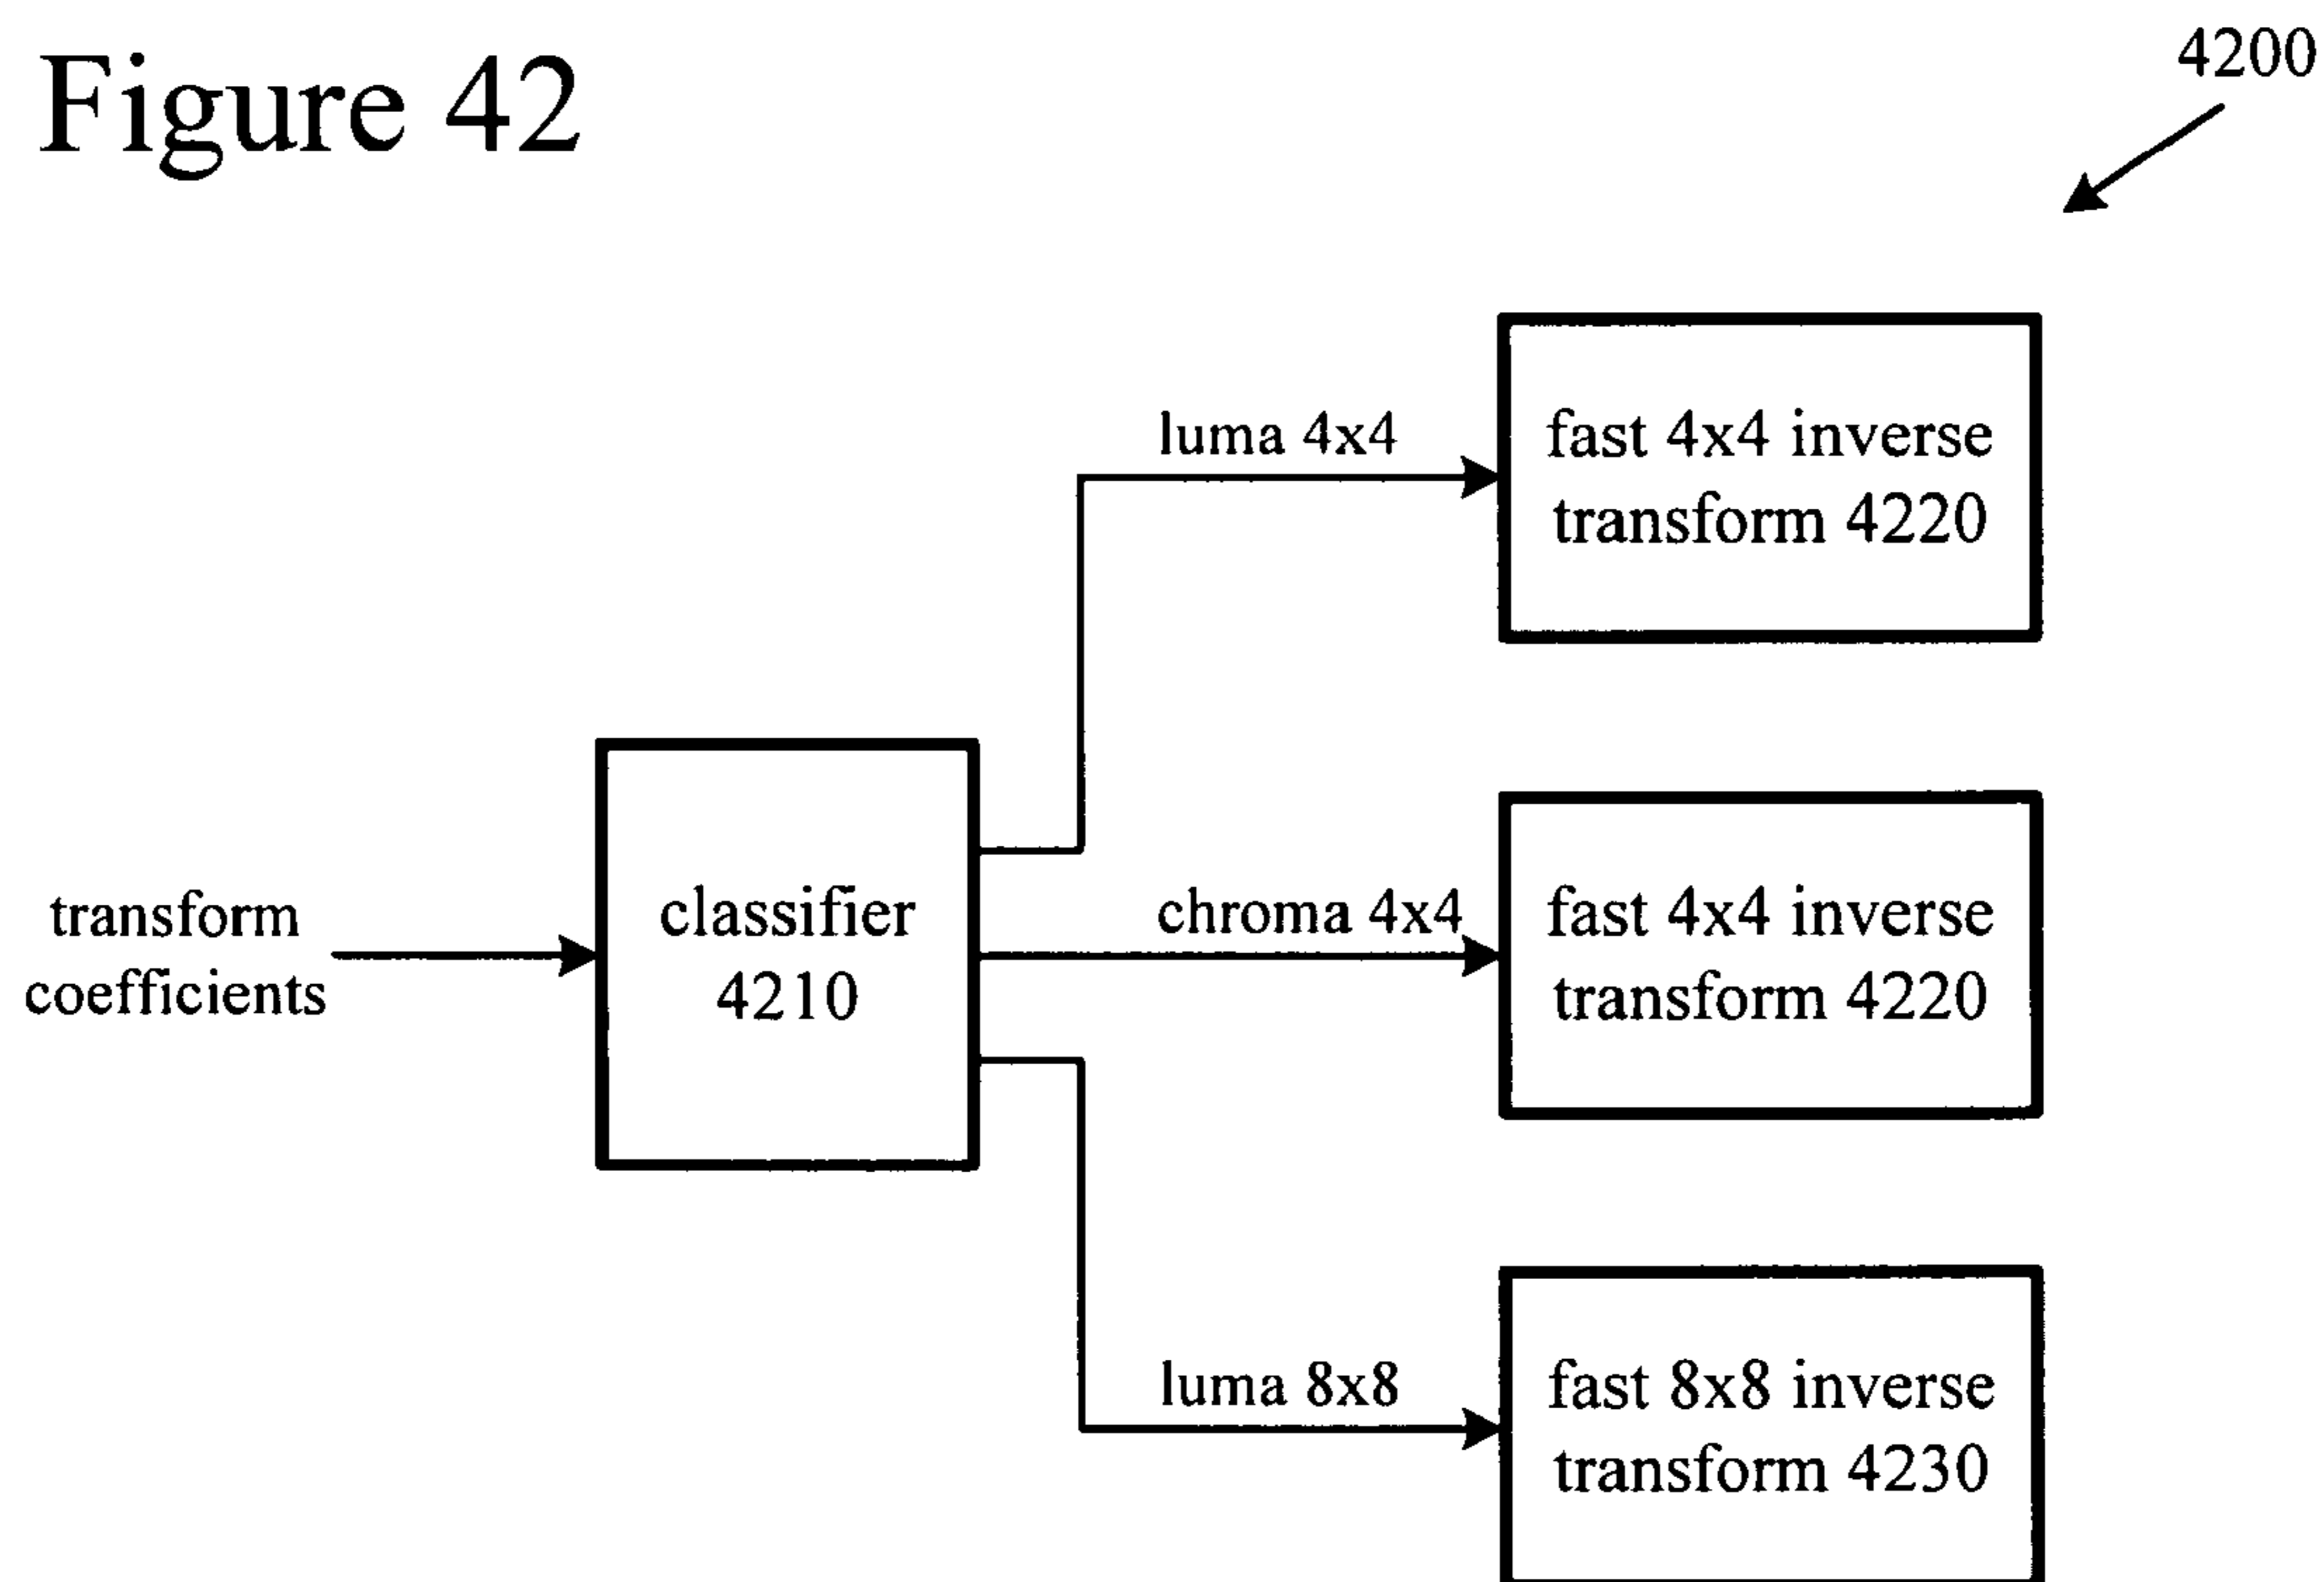 Figure 42
4200
luma 4x4
fast 4x4 inverse
transform 4220
transform
coefficients
classifier
4210
chroma 4x4
fast 4x4 inverse
transform 4220
luma 8x8
fast 8x8 inverse
transform 4230